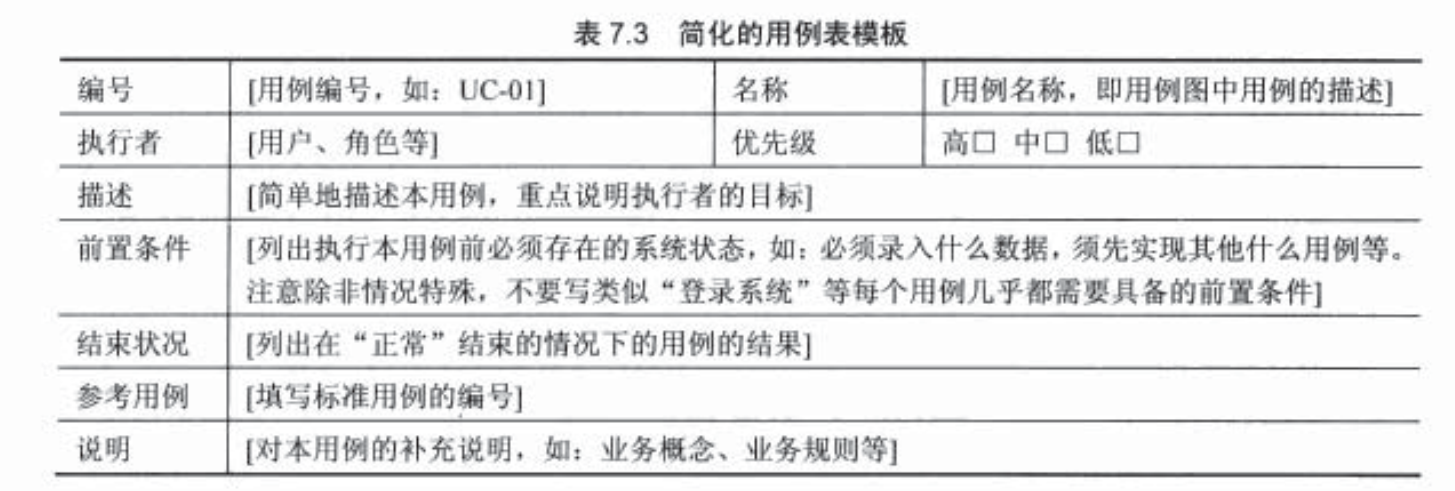 表 7.3 简化的用例表模板
编号 [用例编号，如：UC-01] 名称 [用例名称，即用例图中用例的描述]
执行者 [用户、角色等] 优先级 高□ 中□ 低□
描述 [简单地描述本用例，重点说明执行者的目标]
前置条件 [列出执行本用例前必须存在的系统状态，如：必须录入什么数据，须先实现其他什么用例等。
注意除非情况特殊，不要写类似“登录系统”等每个用例几乎都需要具备的前置条件]
结束状况 [列出在“正常”结束的情况下的用例的结果]
参考用例 [填写标准用例的编号]
说明 [对本用例的补充说明，如：业务概念、业务规则等]